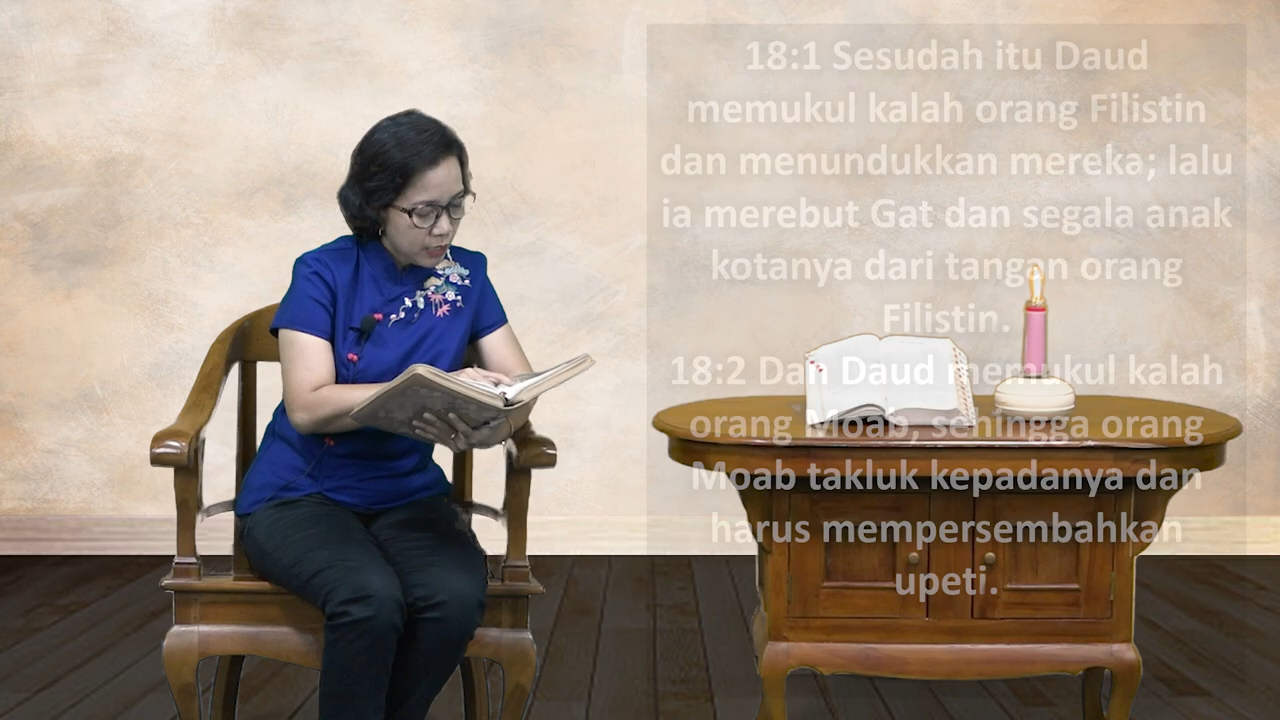 18:1 Sesudah itu Daud
memukul kalah orang Filistin
dan menundukkan mereka; lalu
ia merebut Gat dan segala anak
kotanya dari tangan orang
Filistin.
18:2 Dan Daud memukul kalah
orang Moab, sehingga orang
Moab takluk kepadanya dan
harus mempersembahkan
upeti.